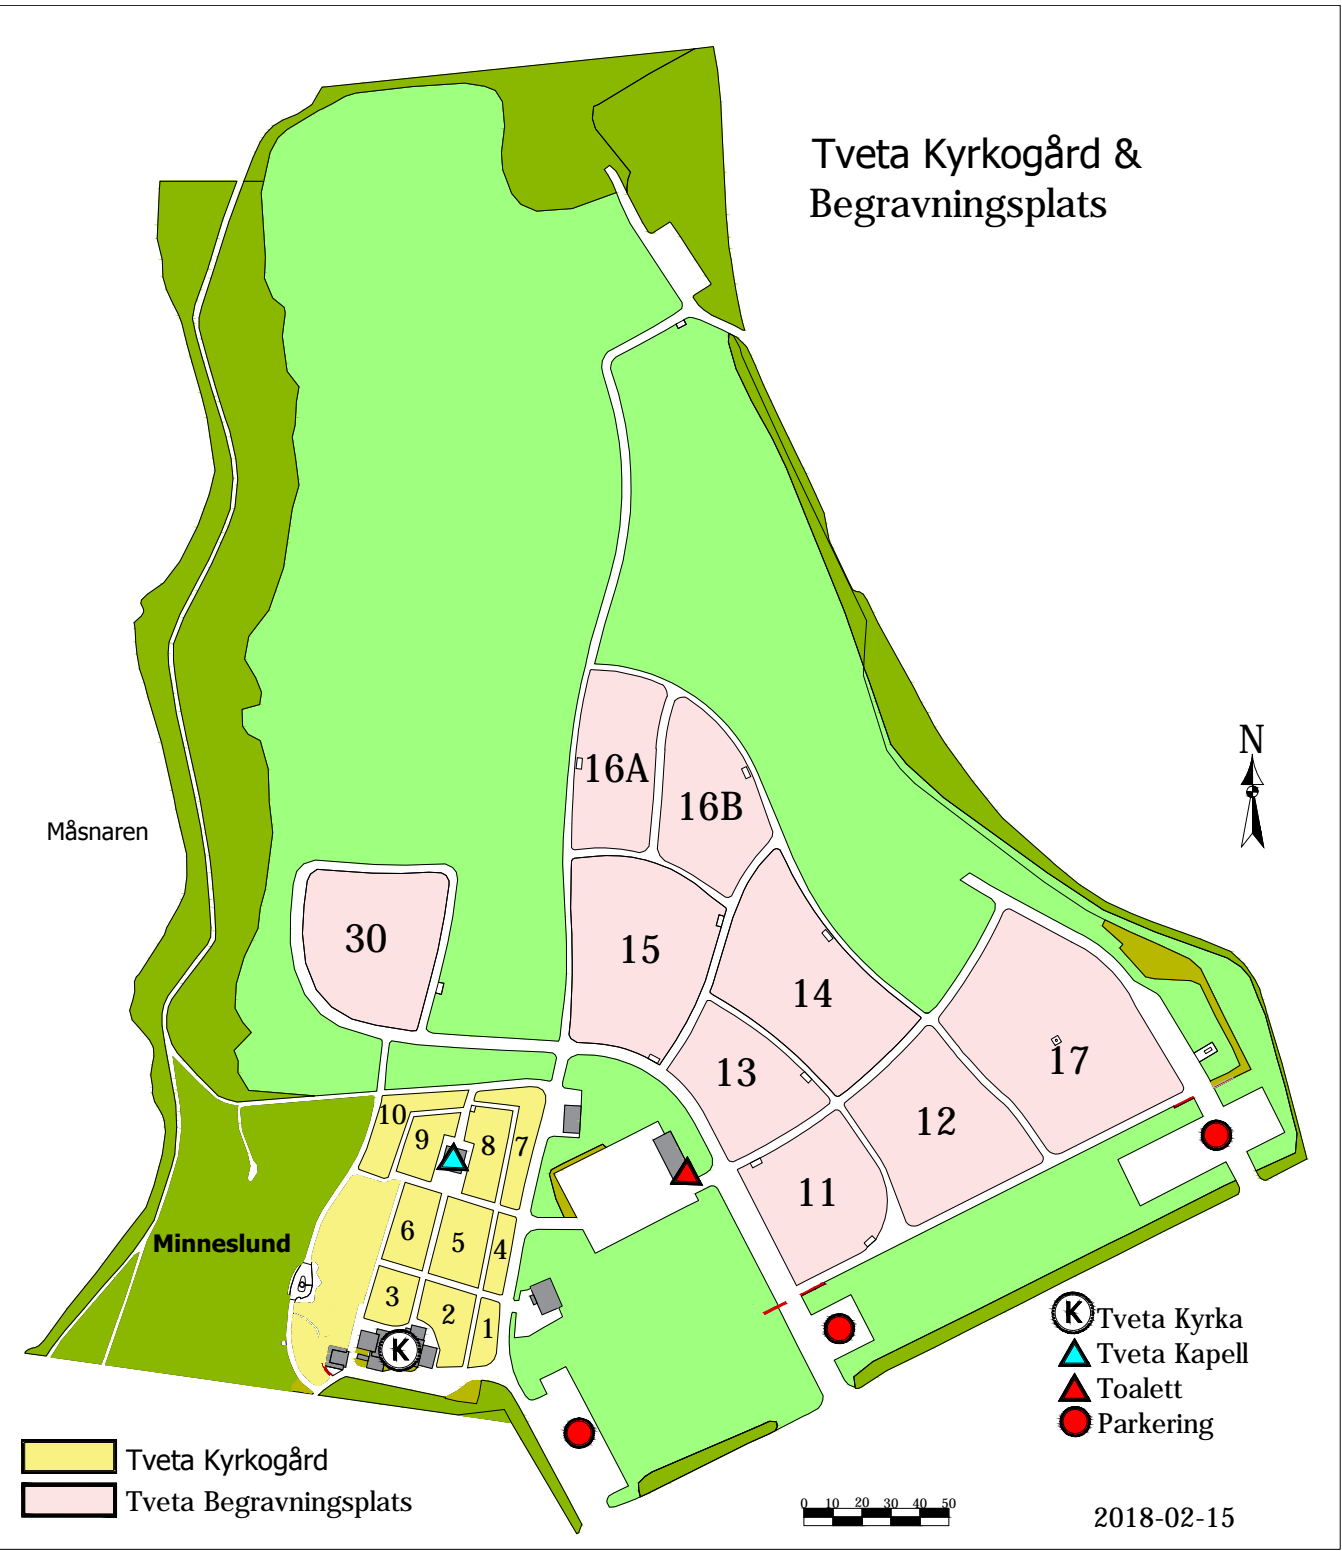 Tveta Kyrkogård &
Begravningsplats
N
16A
16B
Måsnaren
30
15
14
13
17
12
11
10
9
8
7
6
5
4
3
2
1
Minneslund
K
K Tveta Kyrka
Tveta Kapell
Toalett
Parkering
Tveta Kyrkogård
Tveta Begravningsplats
0 10 20 30 40 50
2018-02-15